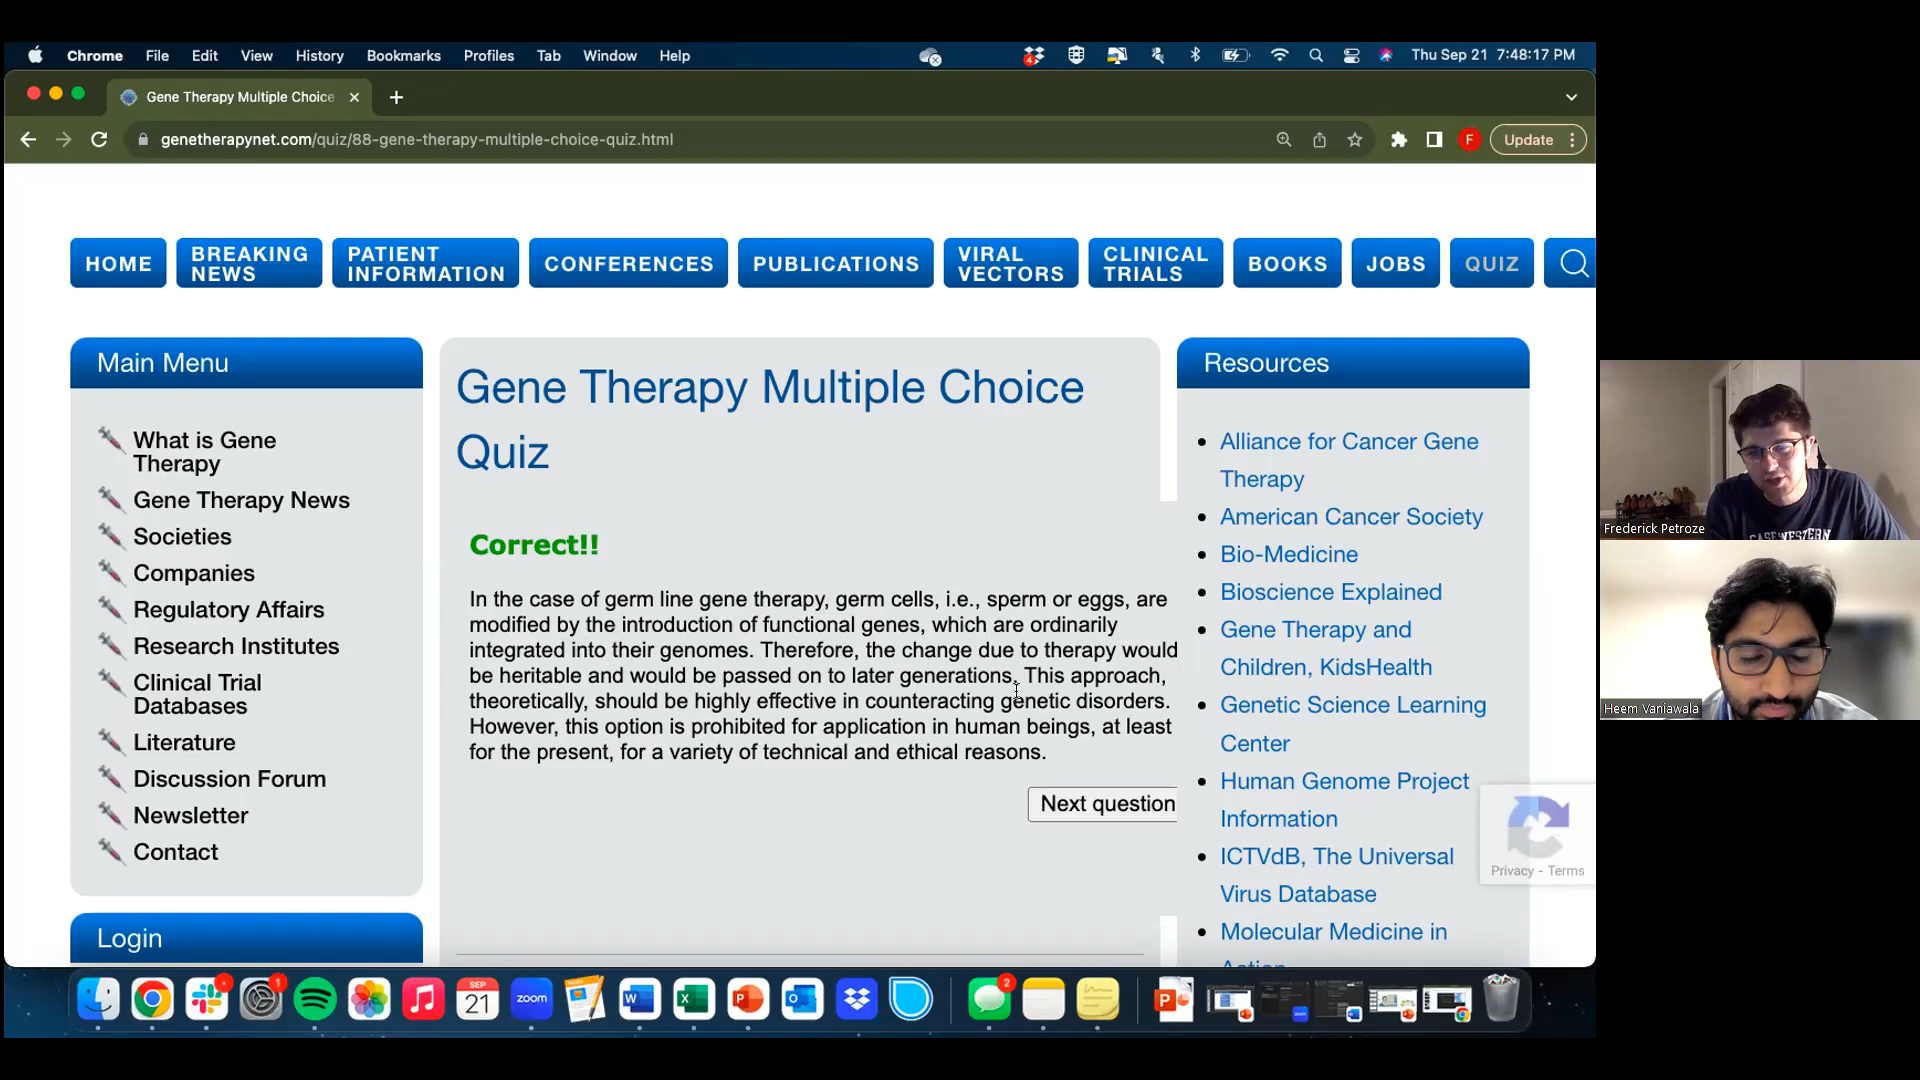 Chrome File Edit View History Bookmarks Profiles Tab Window Help
4
Thu Sep 21 7:48:17 PM
Gene Therapy Multiple Choice
genetherapynet.com/quiz/88-gene-therapy-multiple-choice-quiz.html
F
Update
HOME
BREAKING
NEWS
PATIENT
INFORMATION
CONFERENCES
PUBLICATIONS
VIRAL
VECTORS
CLINICAL
TRIALS
BOOKS
JOBS
QUIZ
Main Menu
What is Gene
Therapy
Gene Therapy News
Societies
Companies
Regulatory Affairs
Research Institutes
Clinical Trial
Databases
Literature
Discussion Forum
Newsletter
Contact
Login
Gene Therapy Multiple Choice
Quiz
Correct!!
In the case of germ line gene therapy, germ cells, i.e., sperm or eggs, are
modified by the introduction of functional genes, which are ordinarily
integrated into their genomes. Therefore, the change due to therapy would
be heritable and would be passed on to later generations. This approach,
theoretically, should be highly effective in counteracting genetic disorders.
However, this option is prohibited for application in human beings, at least
for the present, for a variety of technical and ethical reasons.
Next question
Resources
Alliance for Cancer Gene
Therapy
American Cancer Society
Bio-Medicine
Bioscience Explained
Gene Therapy and
Children, KidsHealth
Genetic Science Learning
Center
Human Genome Project
Information
ICTVdB, The Universal
Virus Database
Molecular Medicine in
Action
Privacy - Terms
CASE WESTERN
Frederick Petroze
Heem Vaniawala
1
SEP
21
zoom
W
X
P
O
2
P